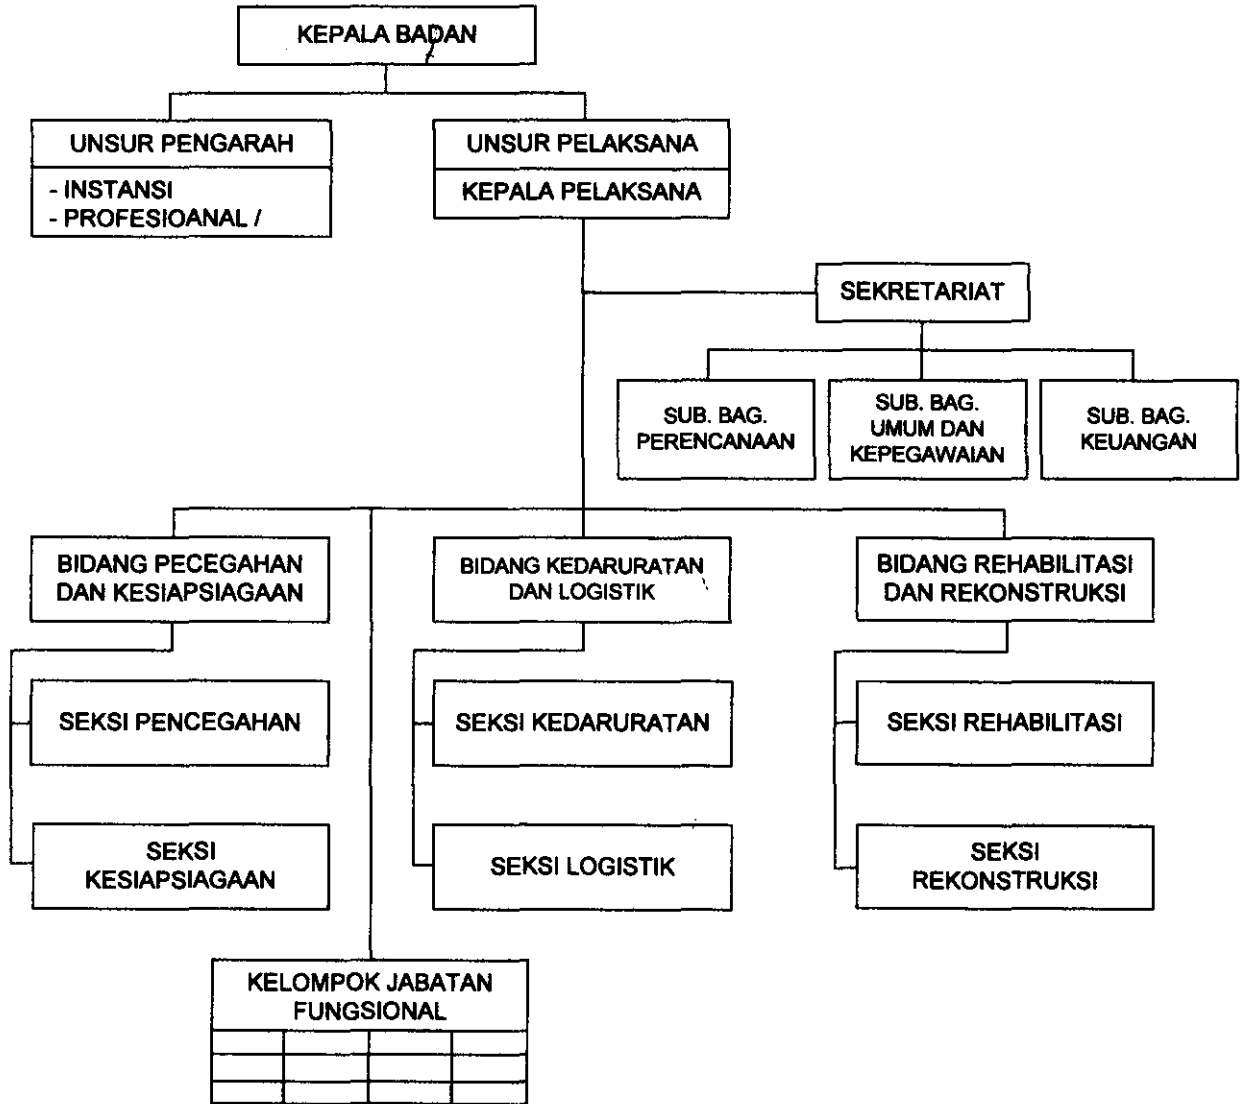 KEPALA BADAN
UNSUR PENGARAH
- INSTANSI
- PROFESIOANAL /
UNSUR PELAKSANA
KEPALA PELAKSANA
SEKRETARIAT
SUB. BAG.
PERENCANAAN
SUB. BAG.
UMUM DAN
KEPEGAWAIAN
SUB. BAG.
KEUANGAN
BIDANG PECEGAHAN
DAN KESIAPSIAGAAN
BIDANG KEDARURATAN
DAN LOGISTIK
BIDANG REHABILITASI
DAN REKONSTRUKSI
SEKSI PENCEGAHAN
SEKSI KEDARURATAN
SEKSI REHABILITASI
SEKSI
KESIAPSIAGAAN
SEKSI LOGISTIK
SEKSI
REKONSTRUKSI
KELOMPOK JABATAN
FUNGSIONAL